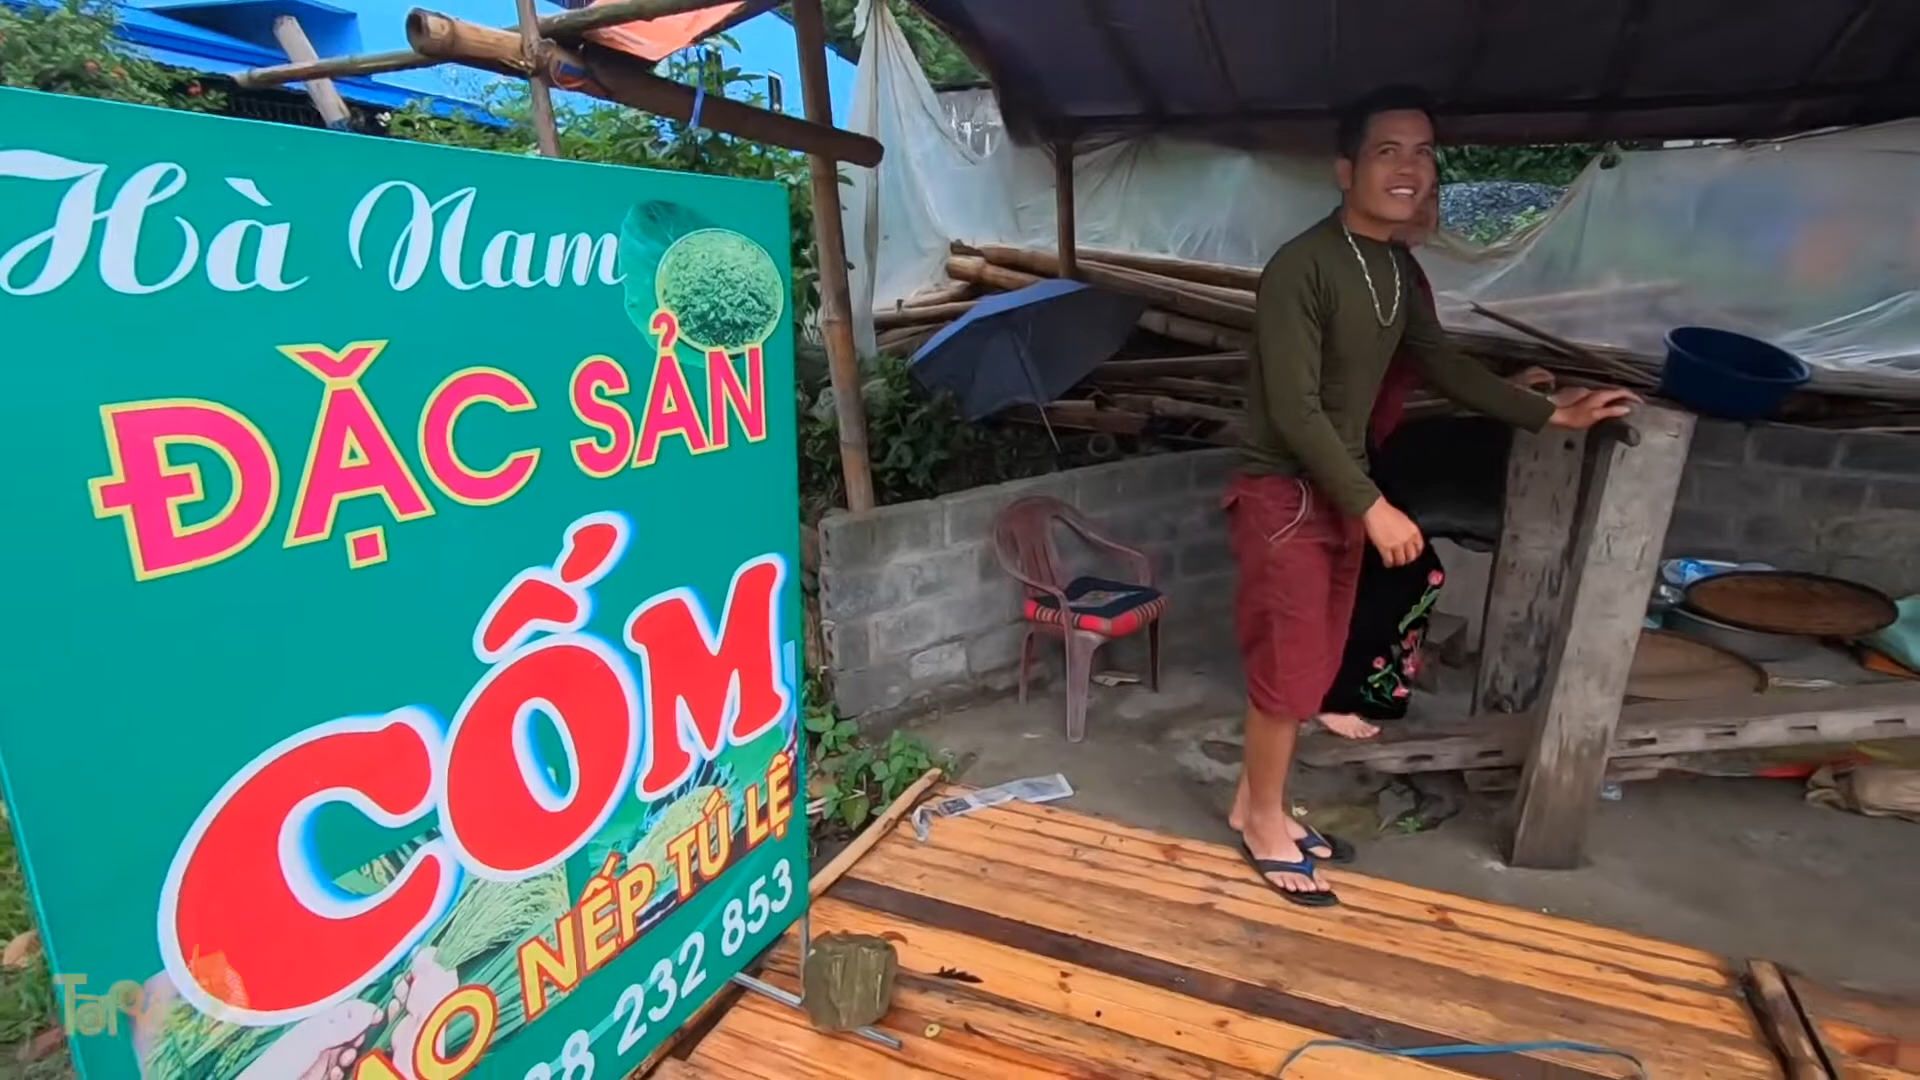 Hà Nam
ĐẶC SẢN
CỐM
NẾP TÚ LỆ
232 853